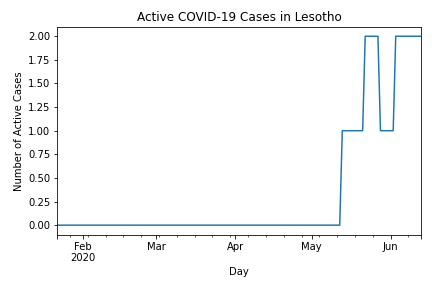 Active COVID-19 Cases in Lesotho
Number of Active Cases
2.00
1.75
1.50
1.25
1.00
0.75
0.50
0.25
0.00
Feb Mar Apr May Jun
2020
Day